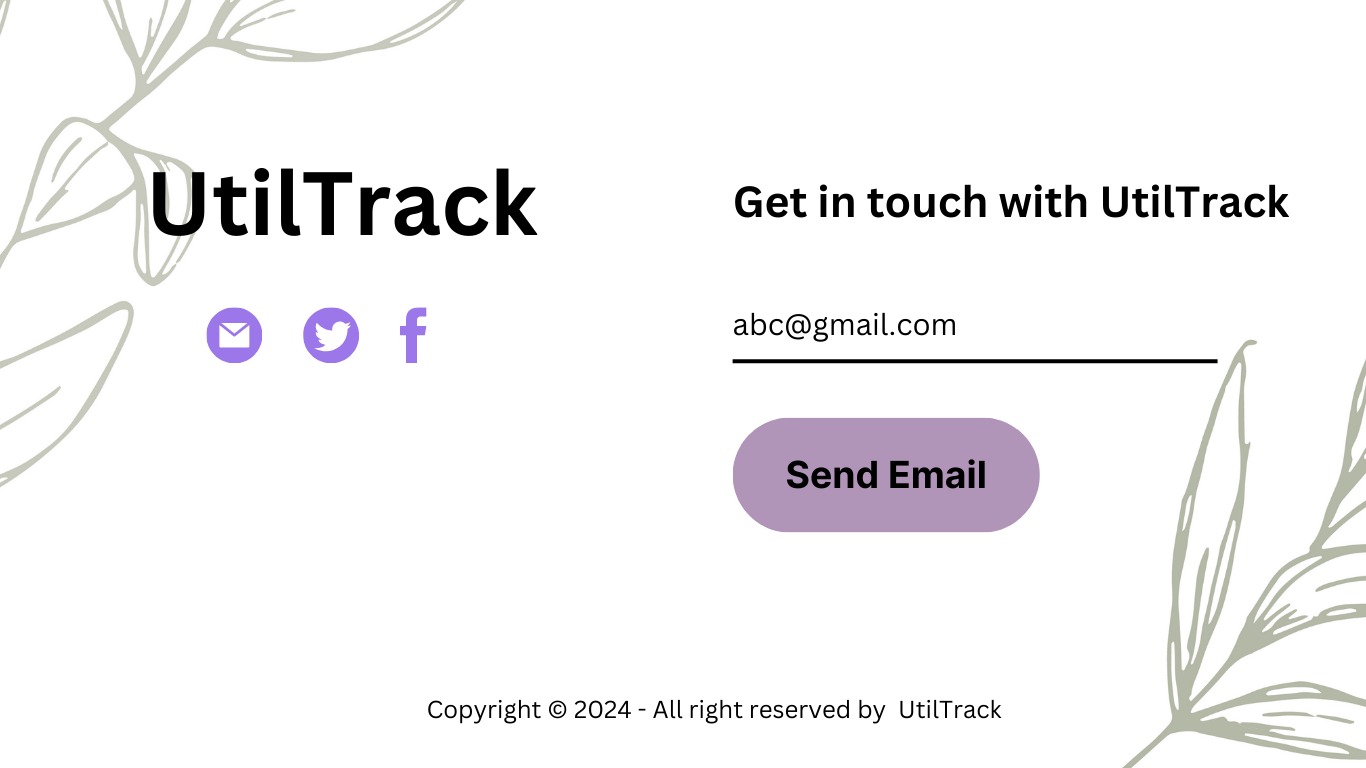 UtilTrack
Get in touch with UtilTrack
abc@gmail.com
Send Email
Copyright © 2024 - All right reserved by  UtilTrack